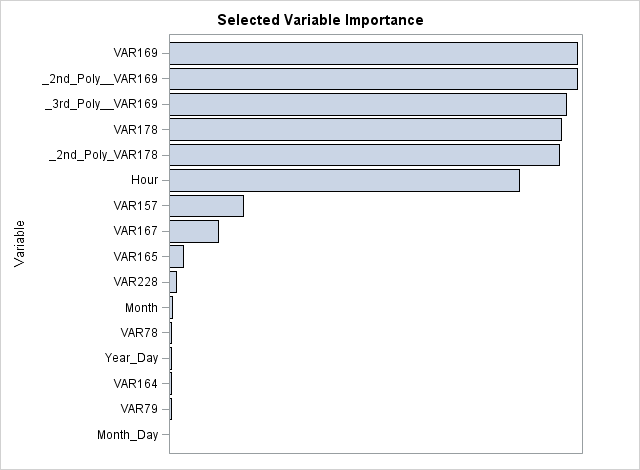 Selected Variable Importance
VAR169
_2nd_Poly__VAR169
_3rd_Poly__VAR169
VAR178
_2nd_Poly_VAR178
Hour
VAR157
VAR167
VAR165
VAR228
Month
VAR78
Year_Day
VAR164
VAR79
Month_Day
Variable